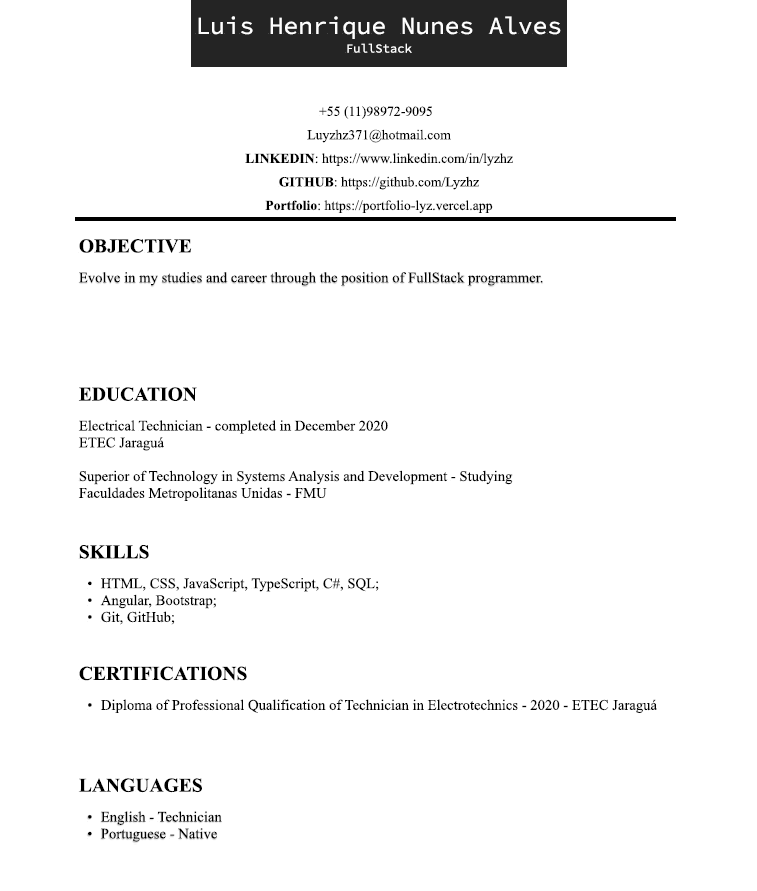 Luis Henrique Nunes Alves
FullStack
+55 (11)98972-9095
Luyzhz371@hotmail.com
LINKEDIN: https://www.linkedin.com/in/lyzhz
GITHUB: https://github.com/Lyzhz
Portfolio: https://portfolio-lyz.vercel.app
OBJECTIVE
Evolve in my studies and career through the position of FullStack programmer.
EDUCATION
Electrical Technician - completed in December 2020
ETEC Jaraguá
Superior of Technology in Systems Analysis and Development - Studying
Faculdades Metropolitanas Unidas - FMU
SKILLS
• HTML, CSS, JavaScript, TypeScript, C#, SQL;
• Angular, Bootstrap;
• Git, GitHub;
CERTIFICATIONS
• Diploma of Professional Qualification of Technician in Electrotechnics - 2020 - ETEC Jaraguá
LANGUAGES
• English - Technician
• Portuguese - Native